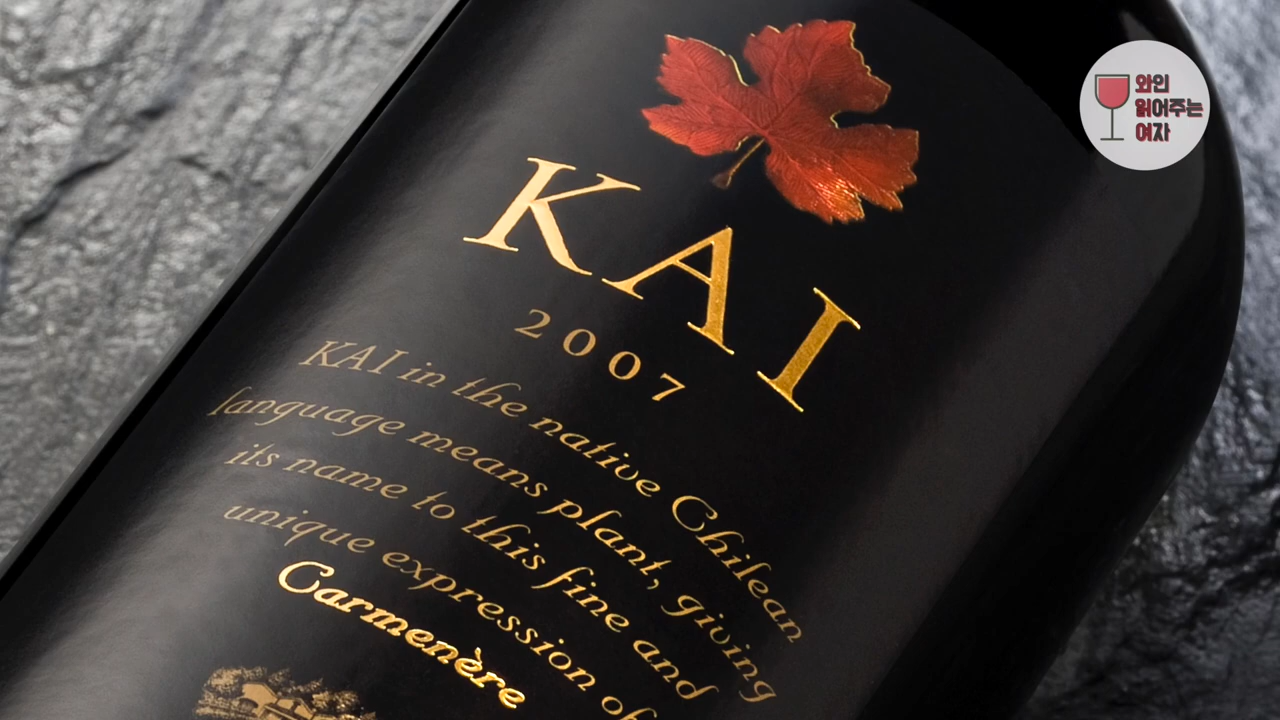 와인
읽어주는
여자
KAI
2007
KAI in the native Chilean
language means plant, giving
its name to this fine and
unique expression of
Carmenère